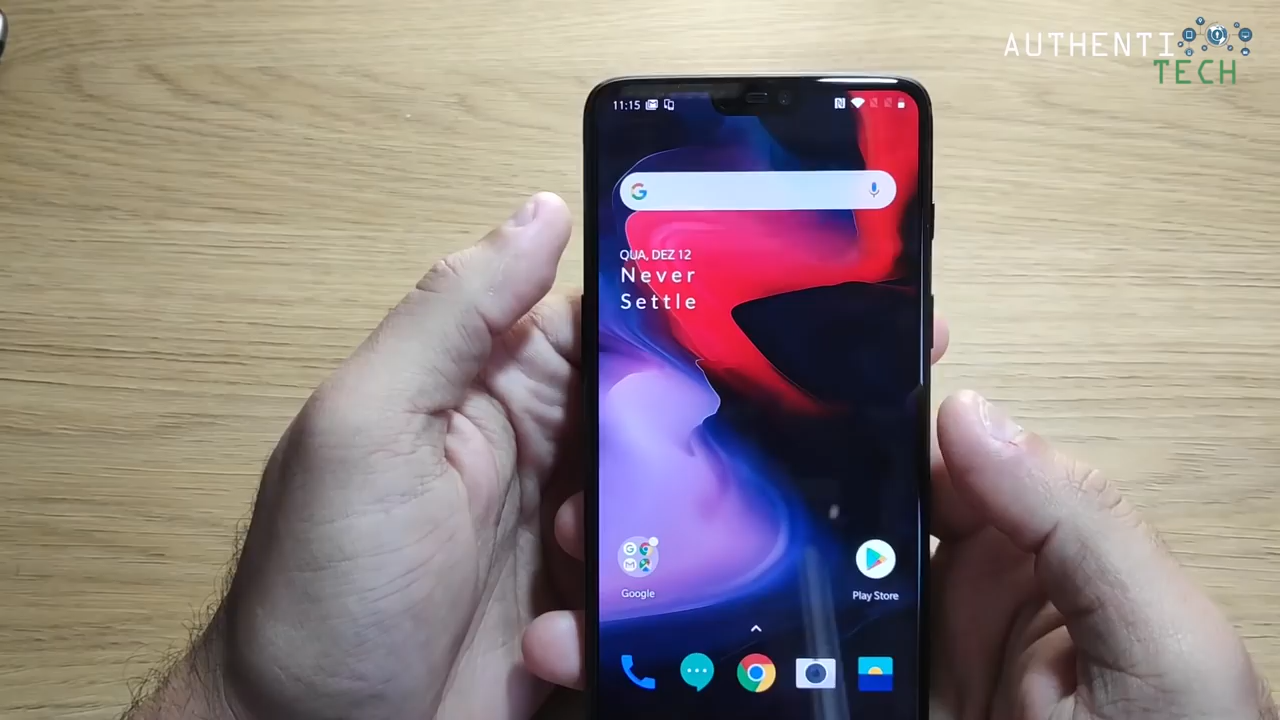 AUTHENTI
TECH
11:15
QUA, DEZ 12
Never
Settle
Google
Play Store